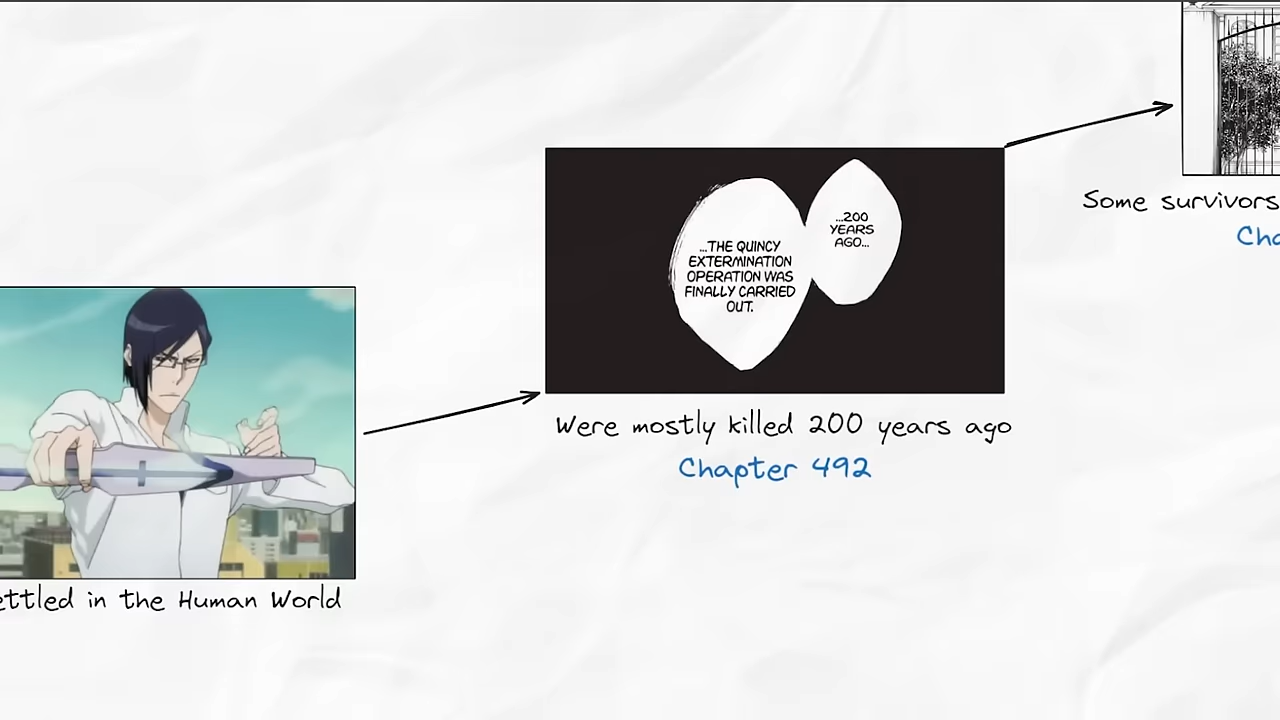 ...200
YEARS
AGO...
...THE QUINCY
EXTERMINATION
OPERATION WAS
FINALLY CARRIED
OUT.
Some survivors
Were mostly killed 200 years ago
Chapter 492
ettled in the Human World